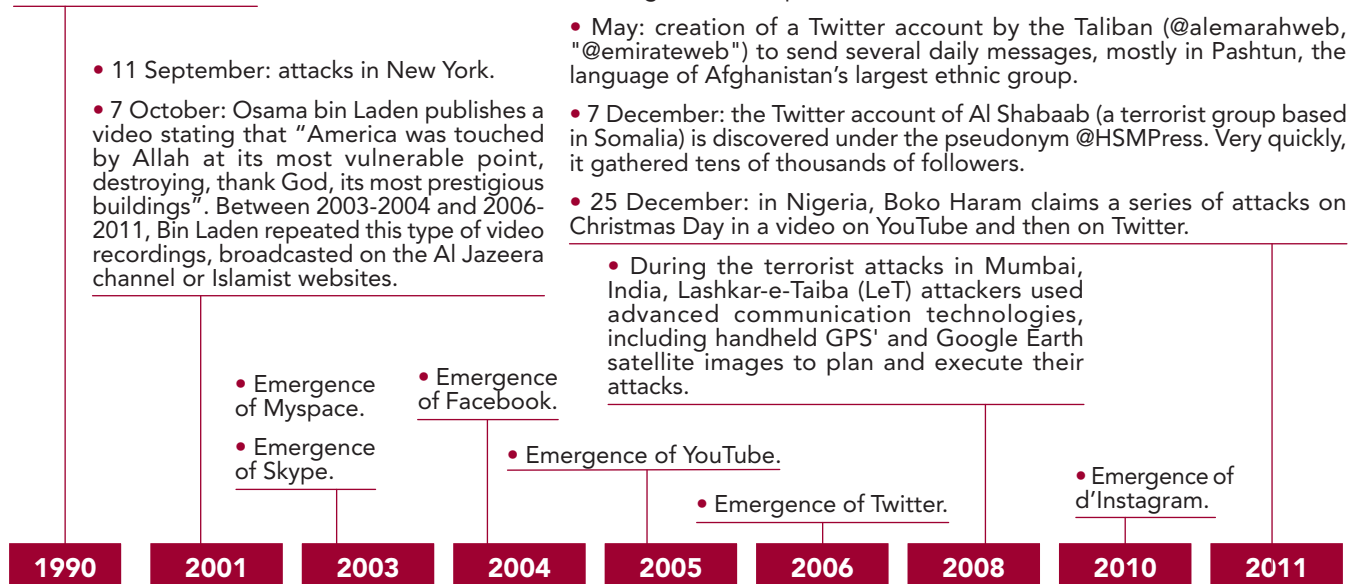 • May: creation of a Twitter account by the Taliban (@alemarahweb,
"@emirateweb") to send several daily messages, mostly in Pashtun, the
language of Afghanistan’s largest ethnic group.
• 7 December: the Twitter account of Al Shabaab (a terrorist group based
in Somalia) is discovered under the pseudonym @HSMPress. Very quickly,
it gathered tens of thousands of followers.
• 25 December: in Nigeria, Boko Haram claims a series of attacks on
Christmas Day in a video on YouTube and then on Twitter.
• 11 September: attacks in New York.
• 7 October: Osama bin Laden publishes a
video stating that “America was touched
by Allah at its most vulnerable point,
destroying, thank God, its most prestigious
buildings”. Between 2003-2004 and 2006-
2011, Bin Laden repeated this type of video
recordings, broadcasted on the Al Jazeera
channel or Islamist websites.
• During the terrorist attacks in Mumbai,
India, Lashkar-e-Taiba (LeT) attackers used
advanced communication technologies,
including handheld GPS' and Google Earth
satellite images to plan and execute their
attacks.
• Emergence
of Myspace.
• Emergence
of Skype.
• Emergence
of Facebook.
• Emergence of YouTube.
• Emergence of Twitter.
• Emergence of
d’Instagram.
1990 2001 2003 2004 2005 2006 2008 2010 2011